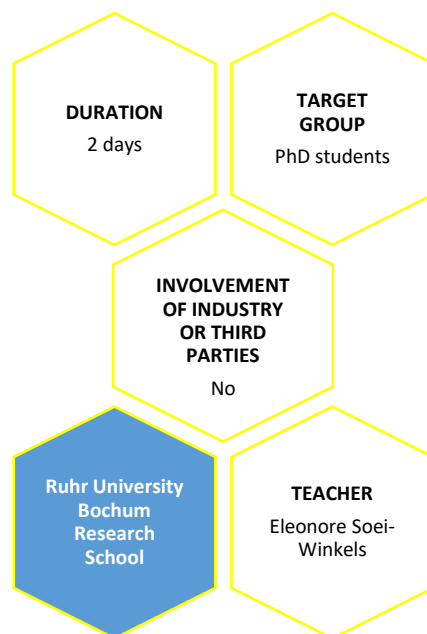 DURATION
2 days
TARGET
GROUP
PhD students
INVOLVEMENT
OF INDUSTRY
OR THIRD
PARTIES
No
Ruhr University
Bochum
Research
School
TEACHER
Eleonore Soei-
Winkels